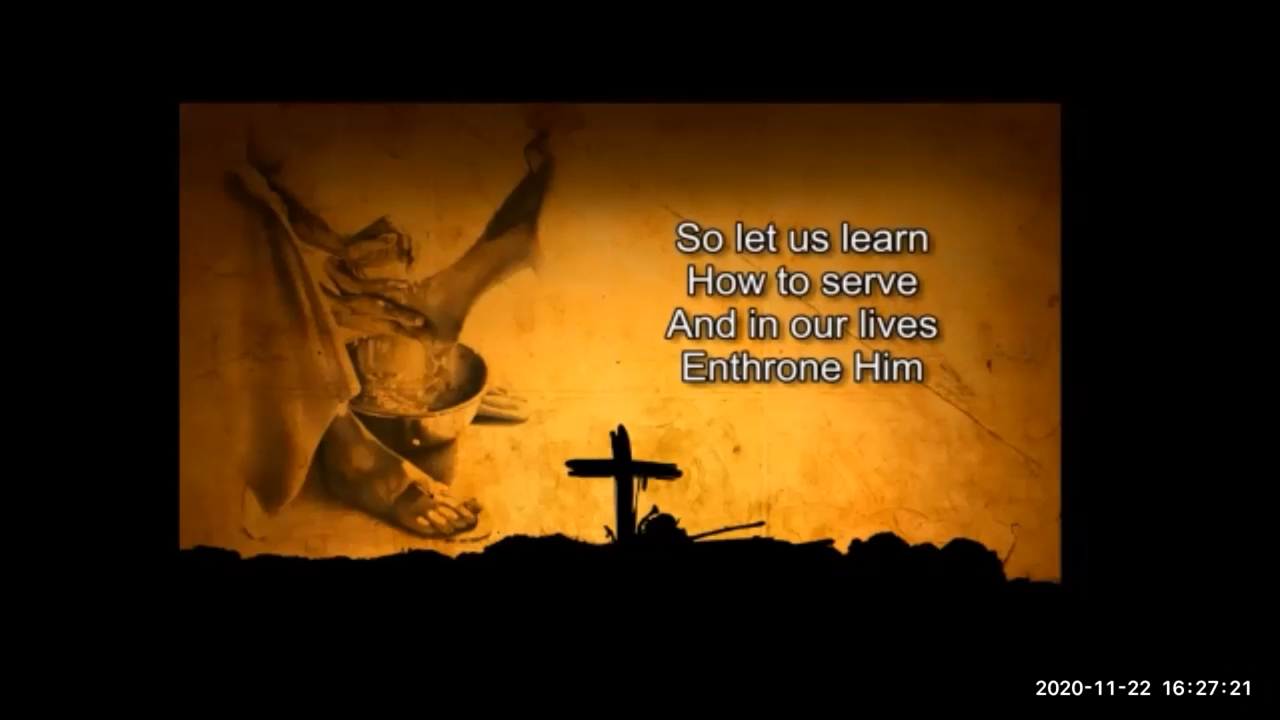 So let us learn
How to serve
And in our lives
Enthrone Him
2020-11-22 16:27:21